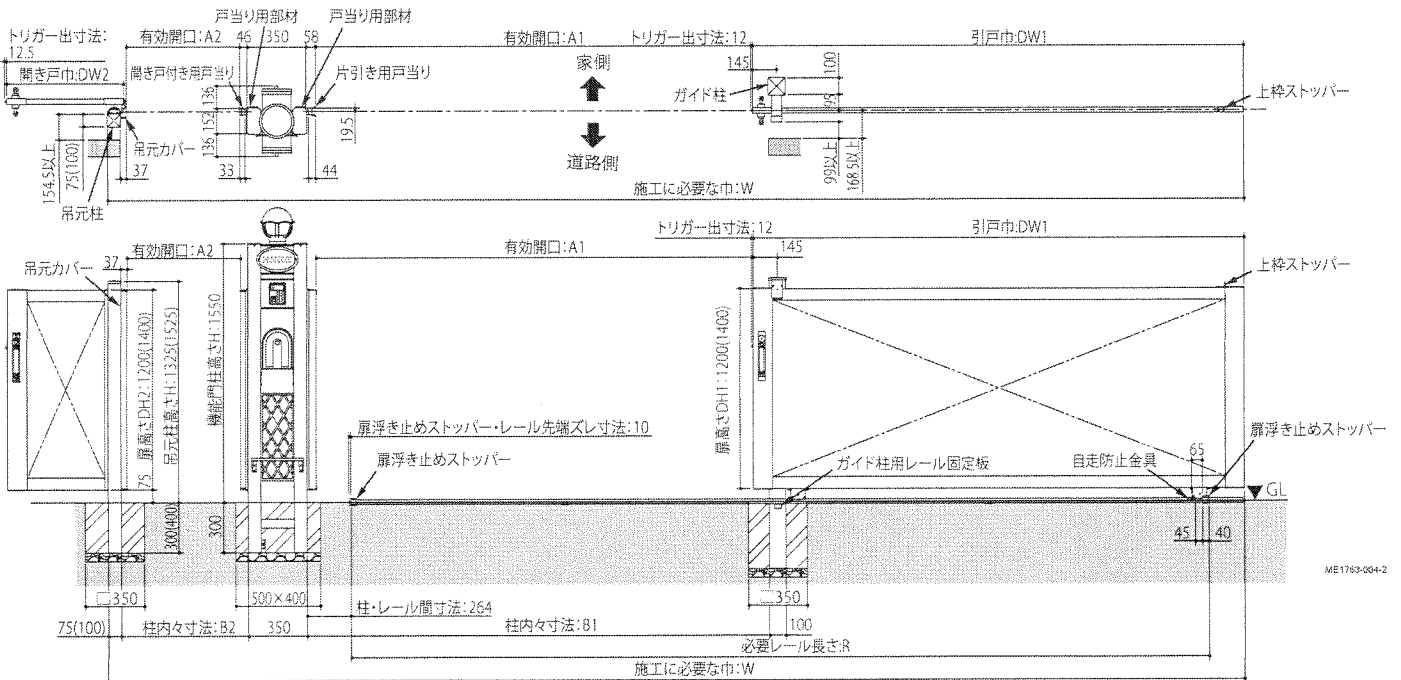 戸当り用部材
戸当り用部材
トリガー出寸法:
12.5
有効開口:A2
46
350
58
有効開口:A1
トリガー出寸法:12
引戸巾:DW1
開き戸巾:DW2
開き戸付き用戸当り
片引き用戸当り
家側
145
100
ガイド柱
99
上枠ストッパー
136
152
136
19.5
道路側
154.5以上
75(100)
吊元カバー
37
33
44
99以上
168.5以上
吊元柱
施工に必要な巾:W
トリガー出寸法:12
引戸巾:DW1
有効開口:A2
有効開口:A1
145
吊元カバー
37
上枠ストッパー
扉高さDH2:1200(1400)
吊元柱高さH:1325(1525)
機能門柱高さH:1550
扉高さDH1:1200(1400)
扉浮き止めストッパー・レール先端ズレ寸法:10
扉浮き止めストッパー
ガイド柱用レール固定板
自走防止金具
65
扉浮き止めストッパー
75
GL
300(400)
300
45
40
ME1763-004-2
□350
500×400
柱・レール間寸法:264
□350
75(100)
柱内々寸法:B2
350
柱内々寸法:B1
100
必要レール長さ:R
施工に必要な巾:W